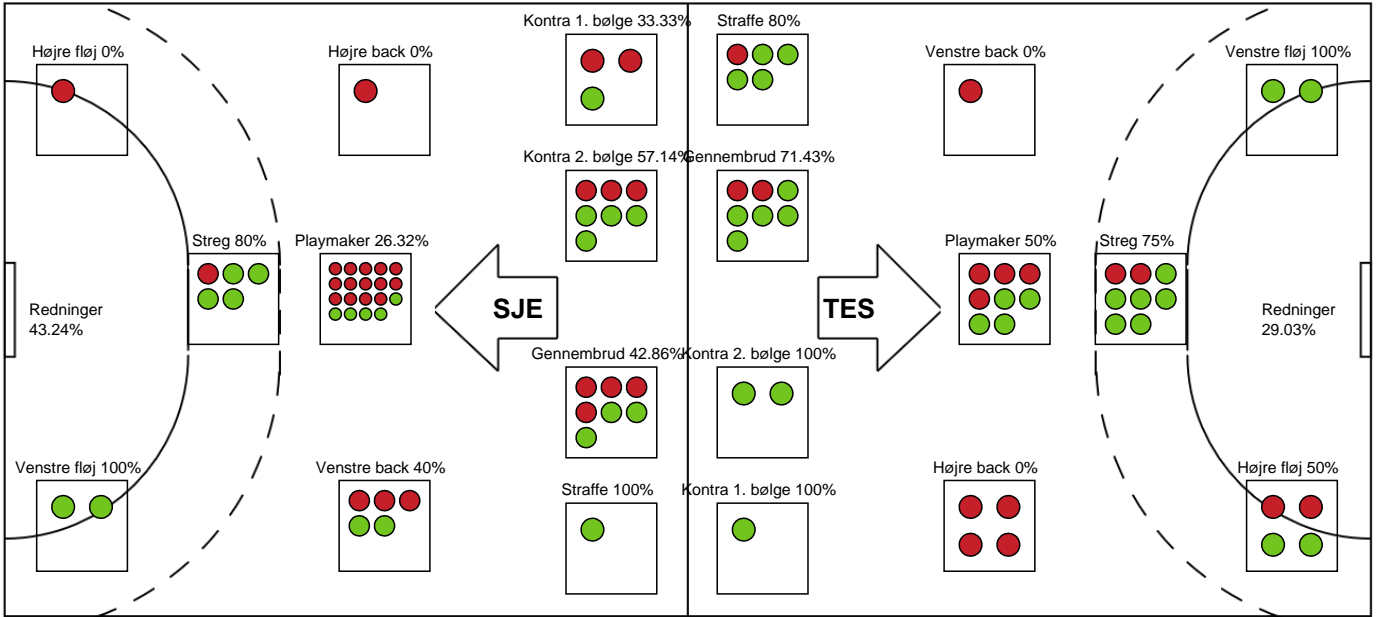 Kontra 1. bølge 33.33%
Straffe 80%
Højre fløj 0%
Højre back 0%
Venstre back 0%
Venstre fløj 100%
Kontra 2. bølge 57.14%
Gennembrud 71.43%
Streg 80%
Playmaker 26.32%
Playmaker 50%
Streg 75%
Redninger
43.24%
SJE
TES
Redninger
29.03%
Gennembrud 42.86%
Kontra 2. bølge 100%
Venstre fløj 100%
Venstre back 40%
Straffe 100%
Kontra 1. bølge 100%
Højre back 0%
Højre fløj 50%